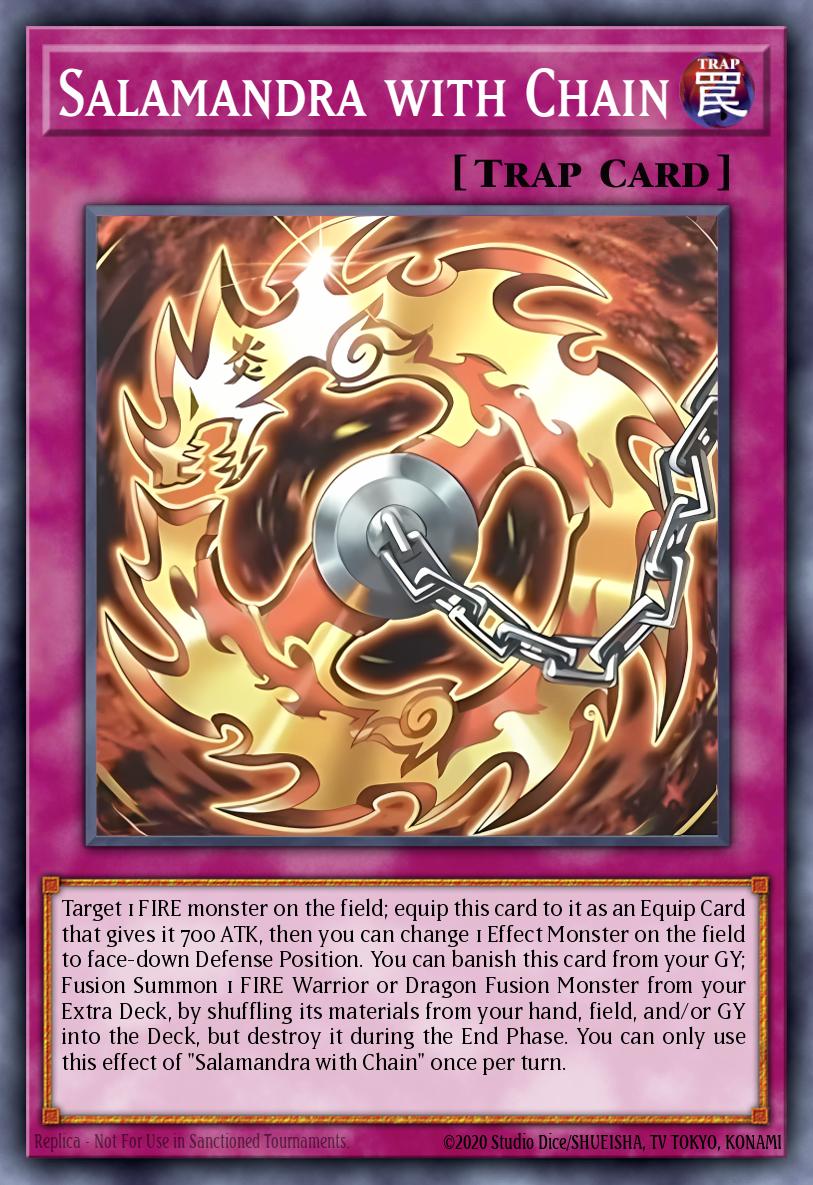 Salamandra with Chain
TRAP
罠
[Trap Card]
炎
Target 1 FIRE monster on the field; equip this card to it as an Equip Card
that gives it 700 ATK, then you can change 1 Effect Monster on the field
to face-down Defense Position. You can banish this card from your GY;
Fusion Summon 1 FIRE Warrior or Dragon Fusion Monster from your
Extra Deck, by shuffling its materials from your hand, field, and/or GY
into the Deck, but destroy it during the End Phase. You can only use
this effect of "Salamandra with Chain" once per turn.
Replica - Not For Use in Sanctioned Tournaments.
©2020 Studio Dice/SHUEISHA, TV TOKYO, KONAMI